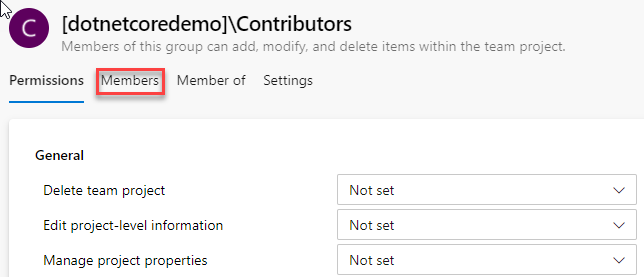 C
[dotnetcoredemo]\Contributors
Members of this group can add, modify, and delete items within the team project.
Permissions Members Member of Settings
General
Delete team project Not set
Edit project-level information Not set
Manage project properties Not set